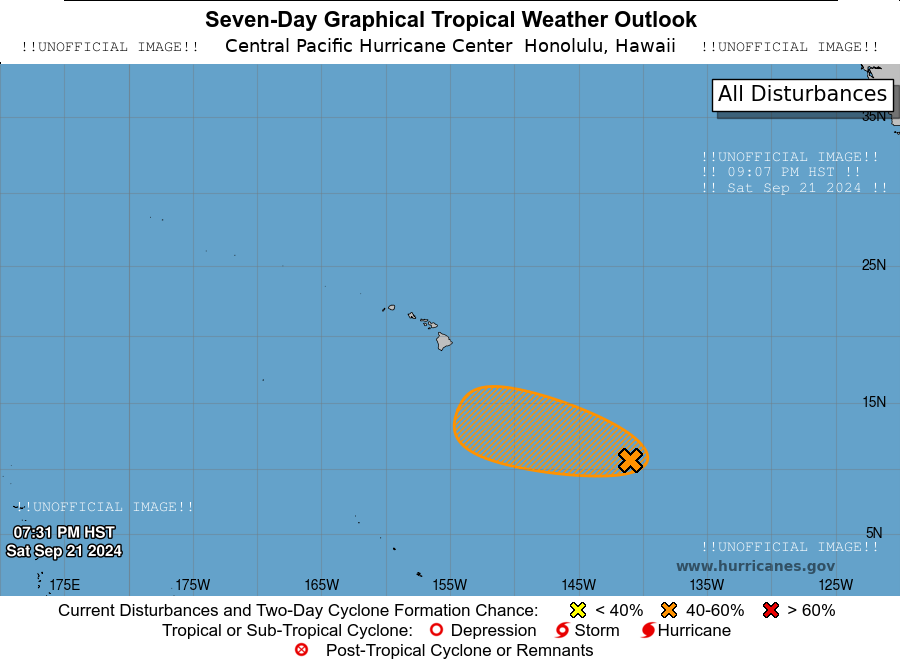 Seven-Day Graphical Tropical Weather Outlook
!!UNOFFICIAL IMAGE!! Central Pacific Hurricane Center Honolulu, Hawaii !!UNOFFICIAL IMAGE!!
All Disturbances
35N
!!UNOFFICIAL IMAGE!!
!! 09:07 PM HST !!
!! Sat Sep 21 2024 !!
25N
15N
!!UNOFFICIAL IMAGE!!
07:31 PM HST
Sat Sep 21 2024
5N
!!UNOFFICIAL IMAGE!!
www.hurricanes.gov
175E 175W 165W 155W 145W 135W 125W
Current Disturbances and Two-Day Cyclone Formation Chance: < 40% 40-60% > 60%
Tropical or Sub-Tropical Cyclone: Depression Storm Hurricane
Post-Tropical Cyclone or Remnants